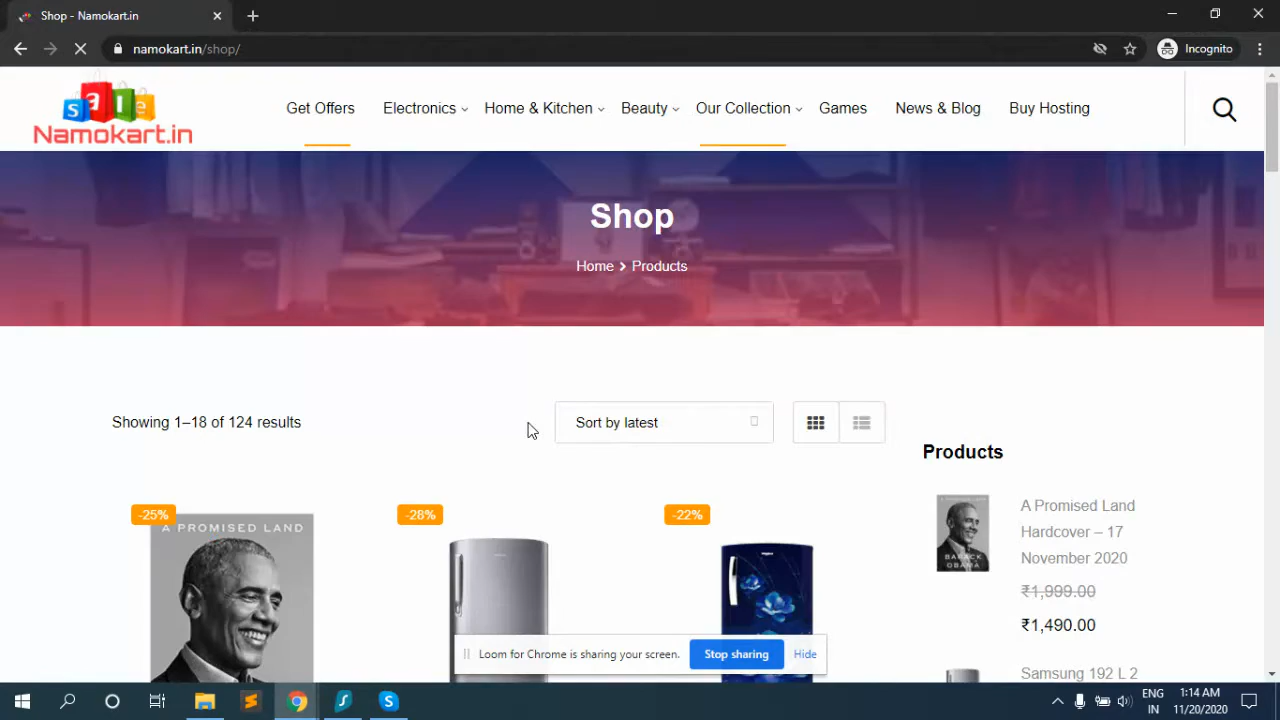 Shop - Namokart.in
namokart.in/shop/
Incognito
sale
Namokart.in
Get Offers
Electronics
Home & Kitchen
Beauty
Our Collection
Games
News & Blog
Buy Hosting
Shop
Home
Products
Showing 1–18 of 124 results
Sort by latest
-25%
A PROMISED LAND
-28%
-22%
Products
BARACK
OBAMA
A Promised Land
Hardcover – 17
November 2020
₹1,999.00
₹1,490.00
Samsung 192 L 2
Loom for Chrome is sharing your screen.
Stop sharing
Hide
ENG
IN
1:14 AM
11/20/2020